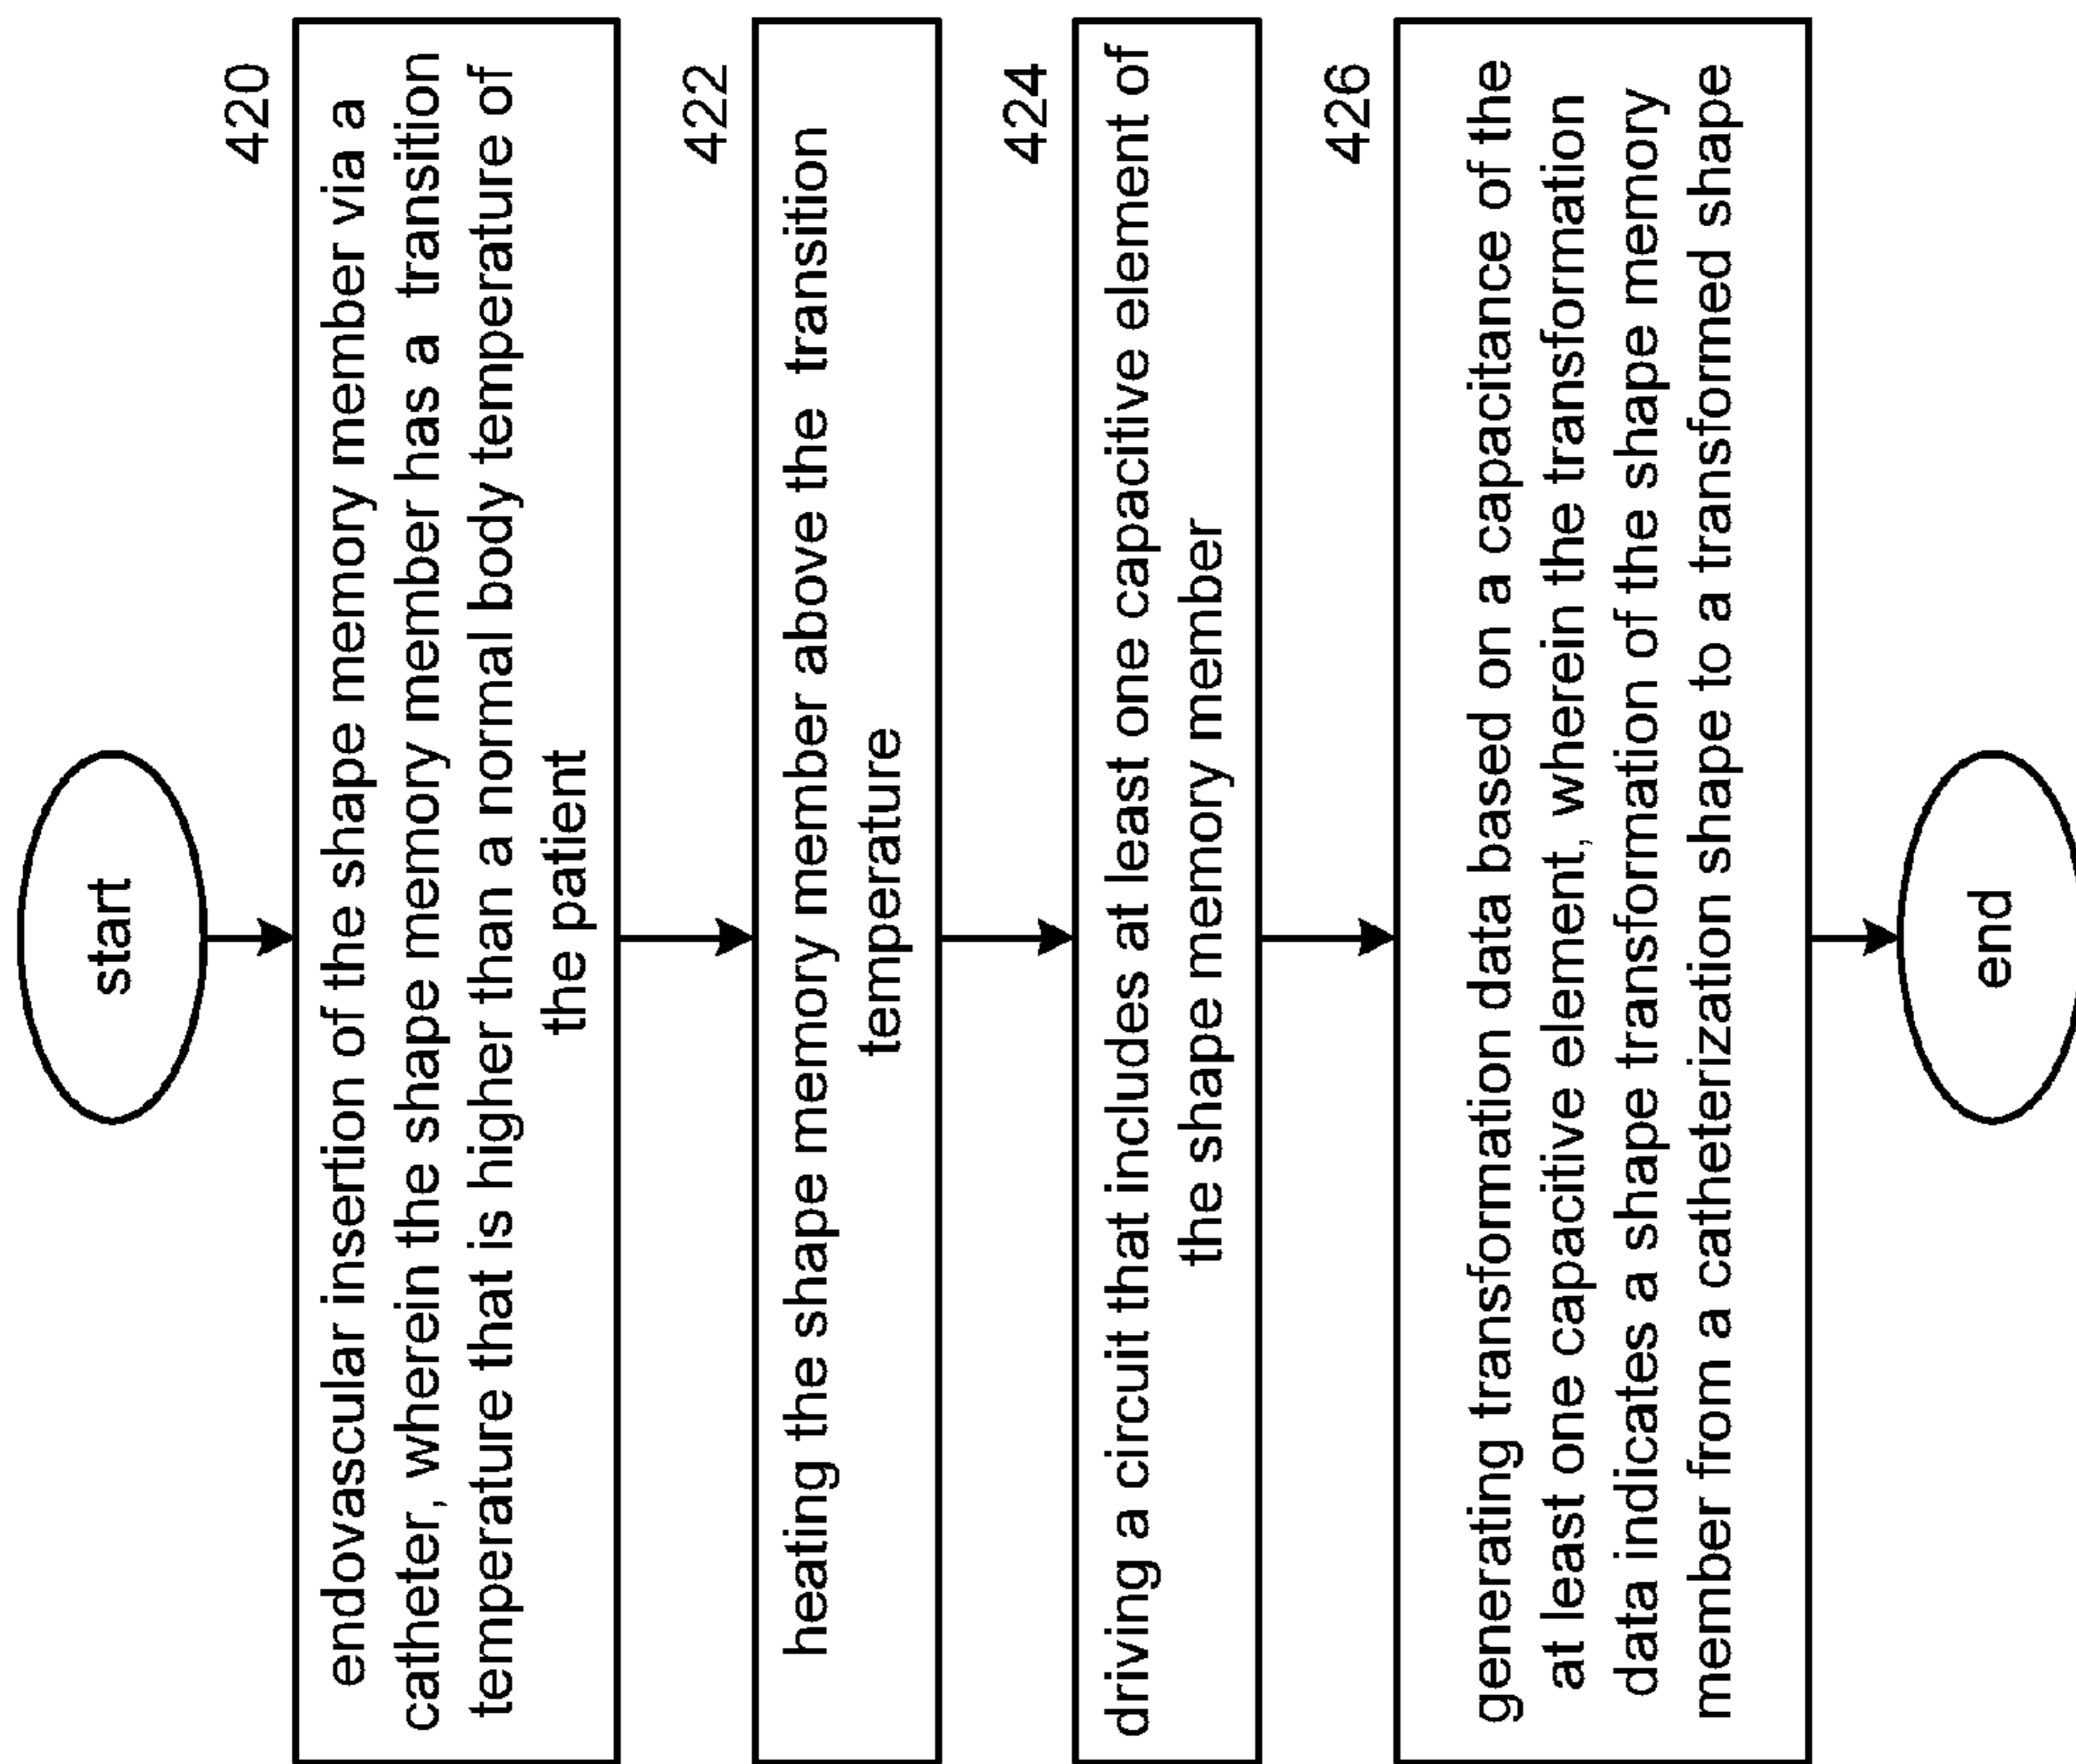 start
420
endovascular insertion of the shape memory member via a
catheter, wherein the shape memory member has a transition
temperature that is higher than a normal body temperature of
the patient
422
heating the shape memory member above the transition
temperature
424
driving a circuit that includes at least one capacitive element of
the shape memory member
426
generating transformation data based on a capacitance of the
at least one capacitive element, wherein the transformation
data indicates a shape transformation of the shape memory
member from a catheterization shape to a transformed shape
end